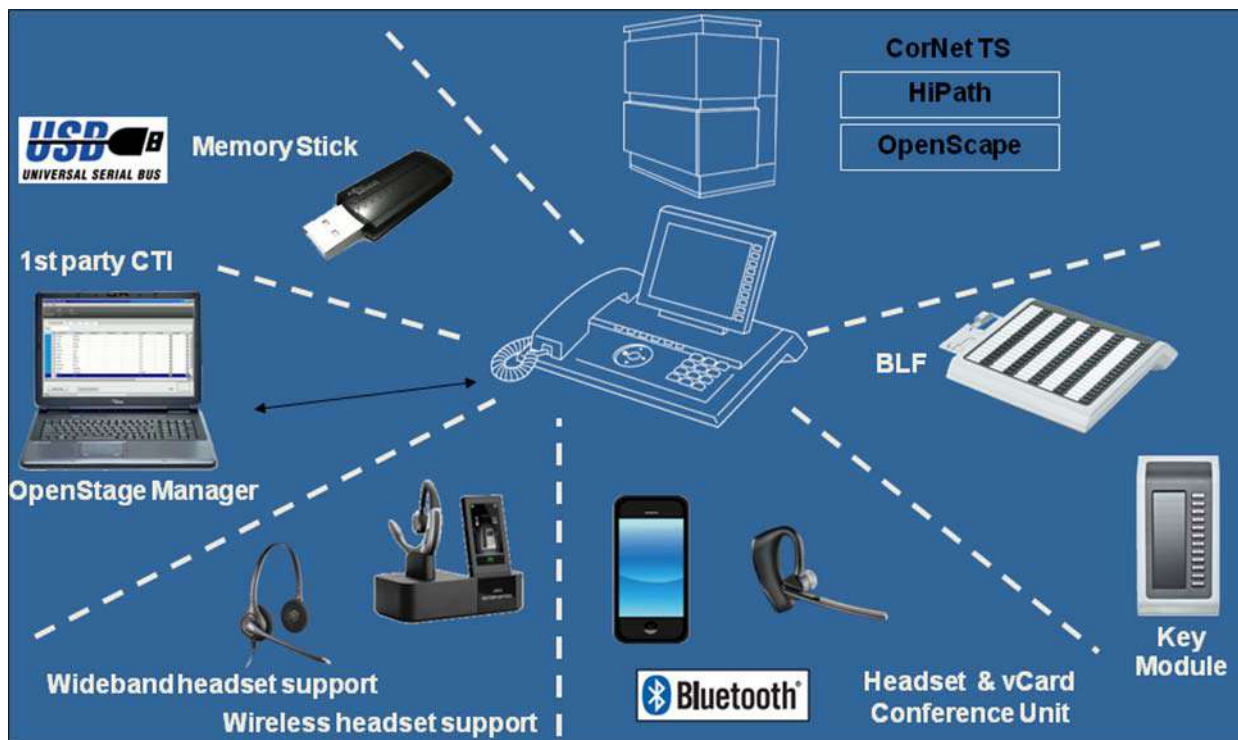 CorNet TS
HiPath
OpenScape
USB
UNIVERSAL SERIAL BUS
Memory Stick
1st party CTI
OpenStage Manager
BLF
Key
Module
Wideband headset support
Wireless headset support
Bluetooth®
Headset & vCard
Conference Unit